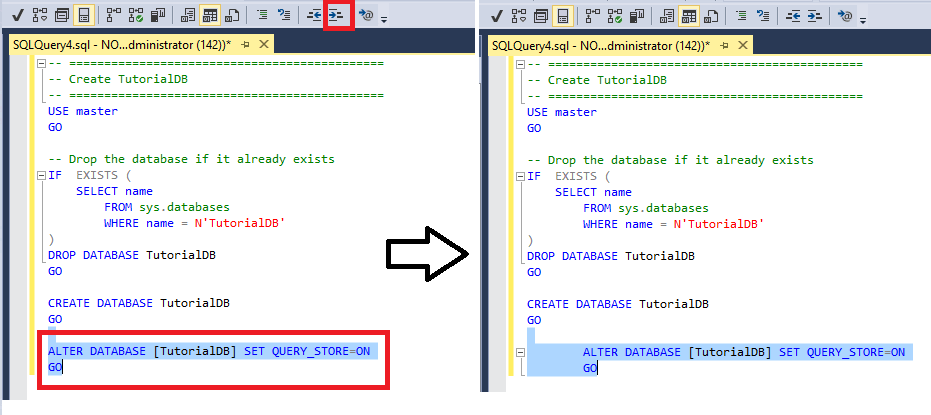 SQLQuery4.sql - NO...dministrator (142))*
-- =============================================
-- Create TutorialDB
-- =============================================
USE master
GO
-- Drop the database if it already exists
IF  EXISTS (
    SELECT name
        FROM sys.databases
        WHERE name = N'TutorialDB'
)
DROP DATABASE TutorialDB
GO
CREATE DATABASE TutorialDB
GO
ALTER DATABASE [TutorialDB] SET QUERY_STORE=ON
GO
SQLQuery4.sql - NO...dministrator (142))*
-- =============================================
-- Create TutorialDB
-- =============================================
USE master
GO
-- Drop the database if it already exists
IF  EXISTS (
    SELECT name
        FROM sys.databases
        WHERE name = N'TutorialDB'
)
DROP DATABASE TutorialDB
GO
CREATE DATABASE TutorialDB
GO
        ALTER DATABASE [TutorialDB] SET QUERY_STORE=ON
        GO